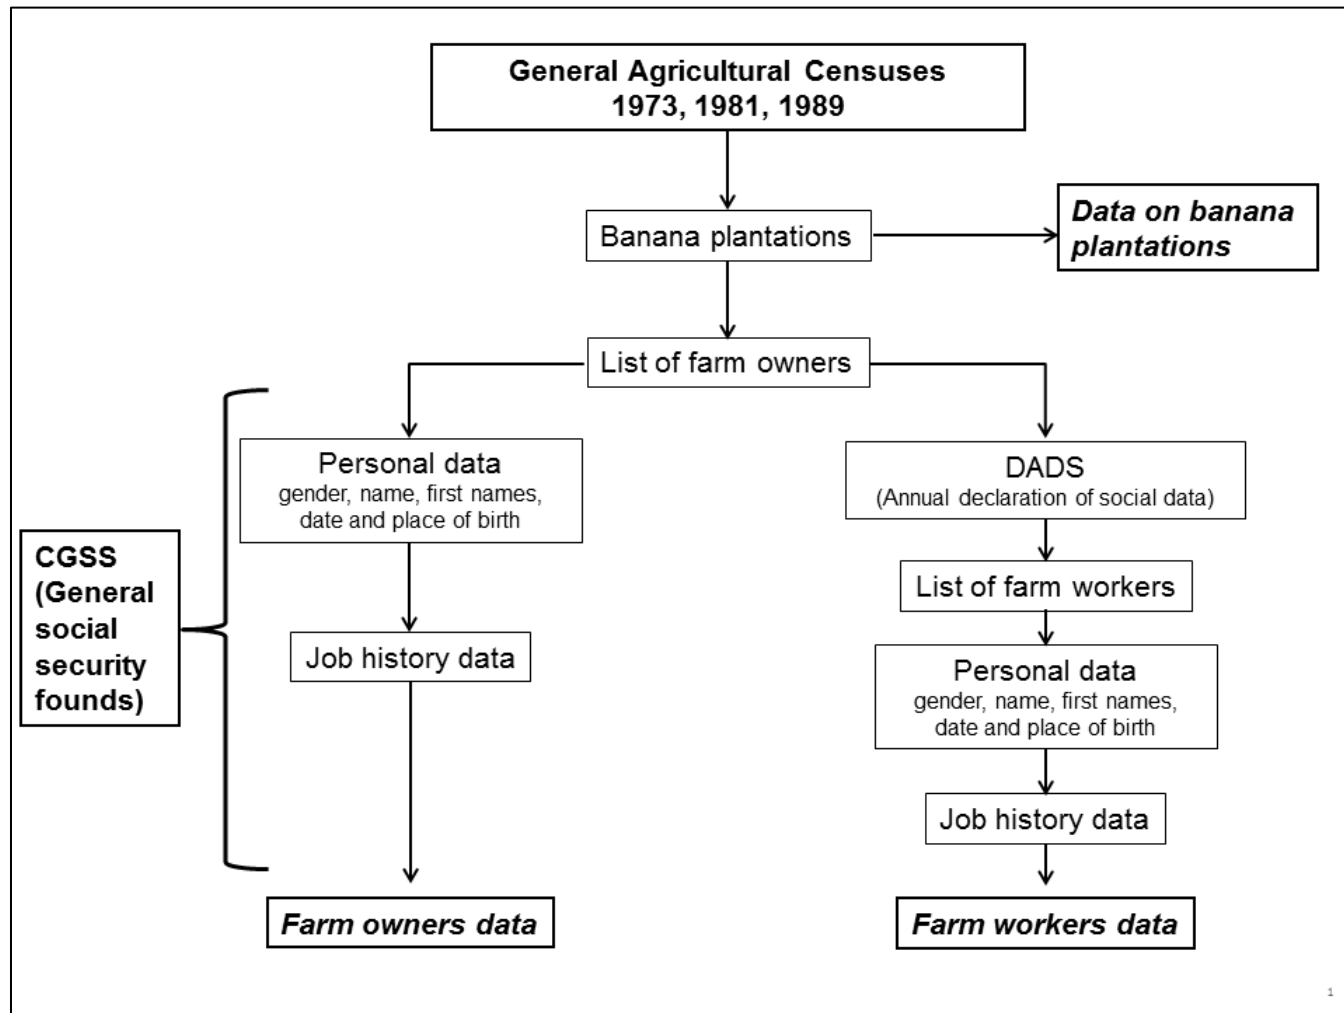 General Agricultural Censuses
1973, 1981, 1989
Banana plantations
Data on banana
plantations
List of farm owners
Personal data
gender, name, first names,
date and place of birth
DADS
(Annual declaration of social data)
CGSS
(General
social
security
founds)
List of farm workers
Job history data
Personal data
gender, name, first names,
date and place of birth
Job history data
Farm owners data
Farm workers data
1